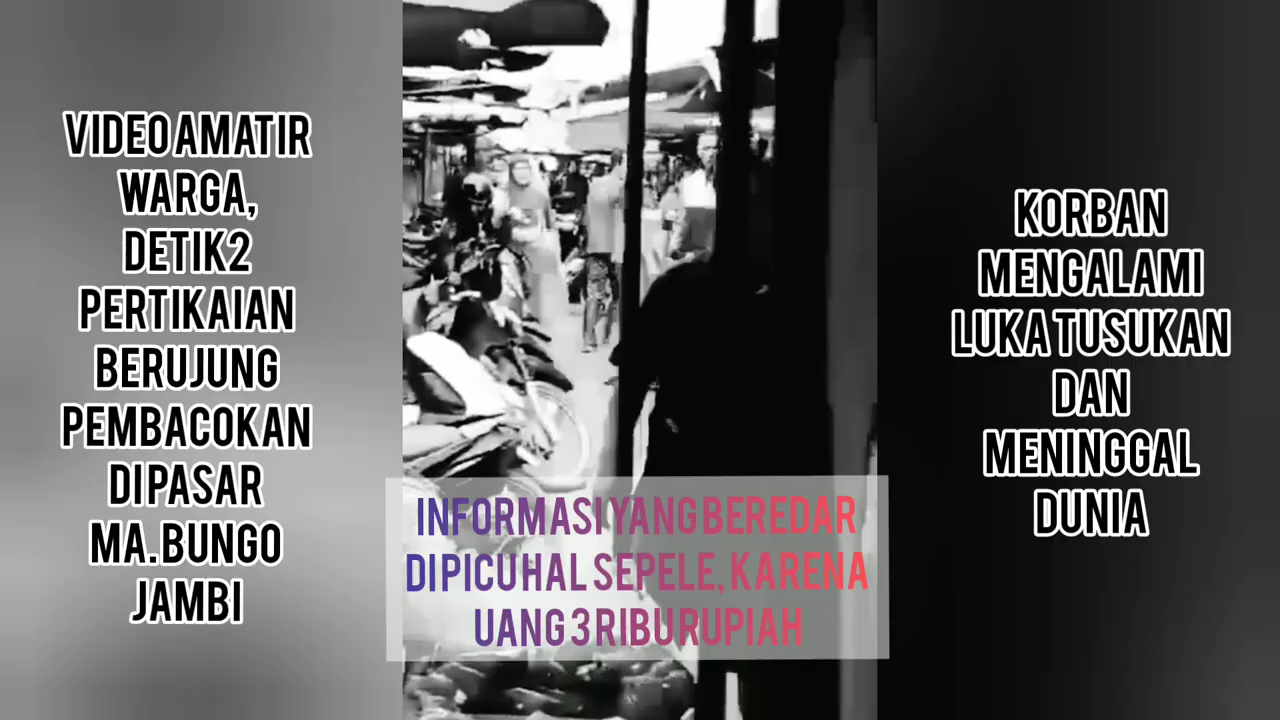 VIDEO AMATIR
WARGA,
DETIK2
PERTIKAIAN
BERUJUNG
PEMBACOKAN
DIPASAR
MA.BUNGO
JAMBI
INFORMASI YANG BEREDAR
DIPICU HAL SEPELE, KARENA
UANG 3 RIBU RUPIAH
KORBAN
MENGALAMI
LUKA TUSUKAN
DAN
MENINGGAL
DUNIA